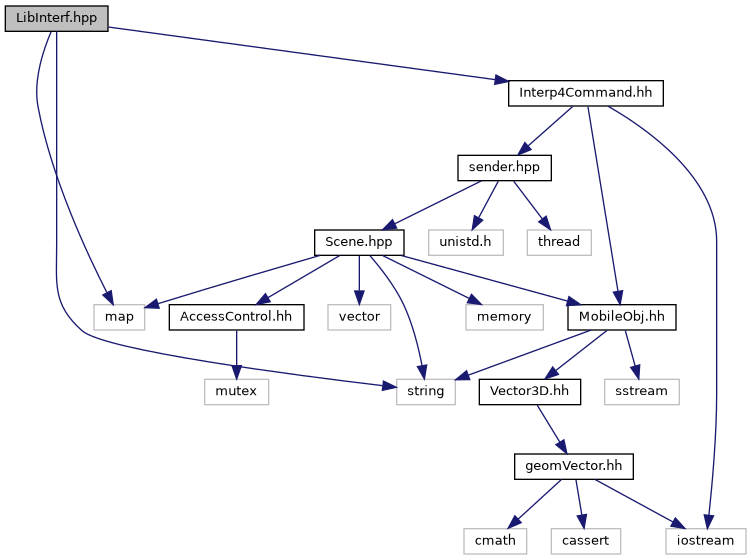 LibInterf.hpp
Interp4Command.hh
sender.hpp
Scene.hpp
unistd.h
thread
map
AccessControl.hh
vector
memory
MobileObj.hh
mutex
string
Vector3D.hh
sstream
geomVector.hh
cmath
cassert
iostream